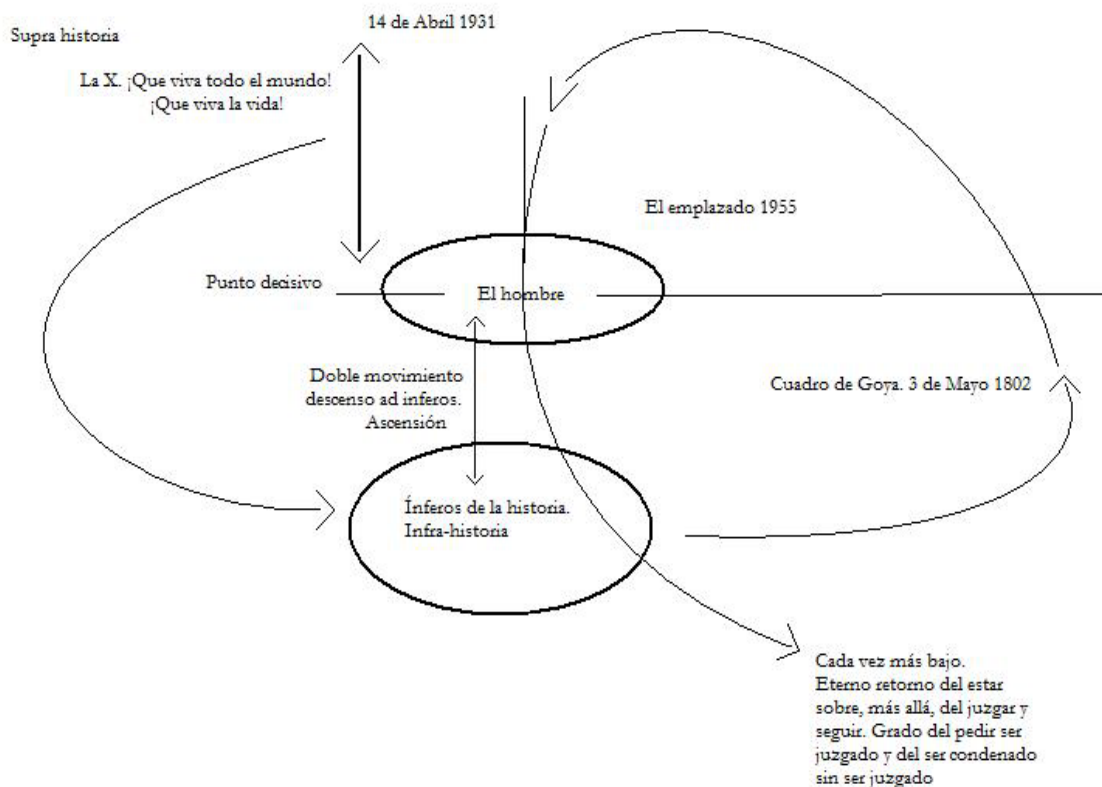 14 de Abril 1931
Supra historia
La X. ¡Que viva todo el mundo!
¡Que viva la vida!
El emplazado 1955
Punto decisivo
El hombre
Doble movimiento
descenso ad inferos.
Ascensión
Cuadro de Goya. 3 de Mayo 1802
Ínferos de la historia.
Infra-historia
Cada vez más bajo.
Eterno retorno del estar
sobre, más allá, del juzgar y
seguir. Grado del pedir ser
juzgado y del ser condenado
sin ser juzgado